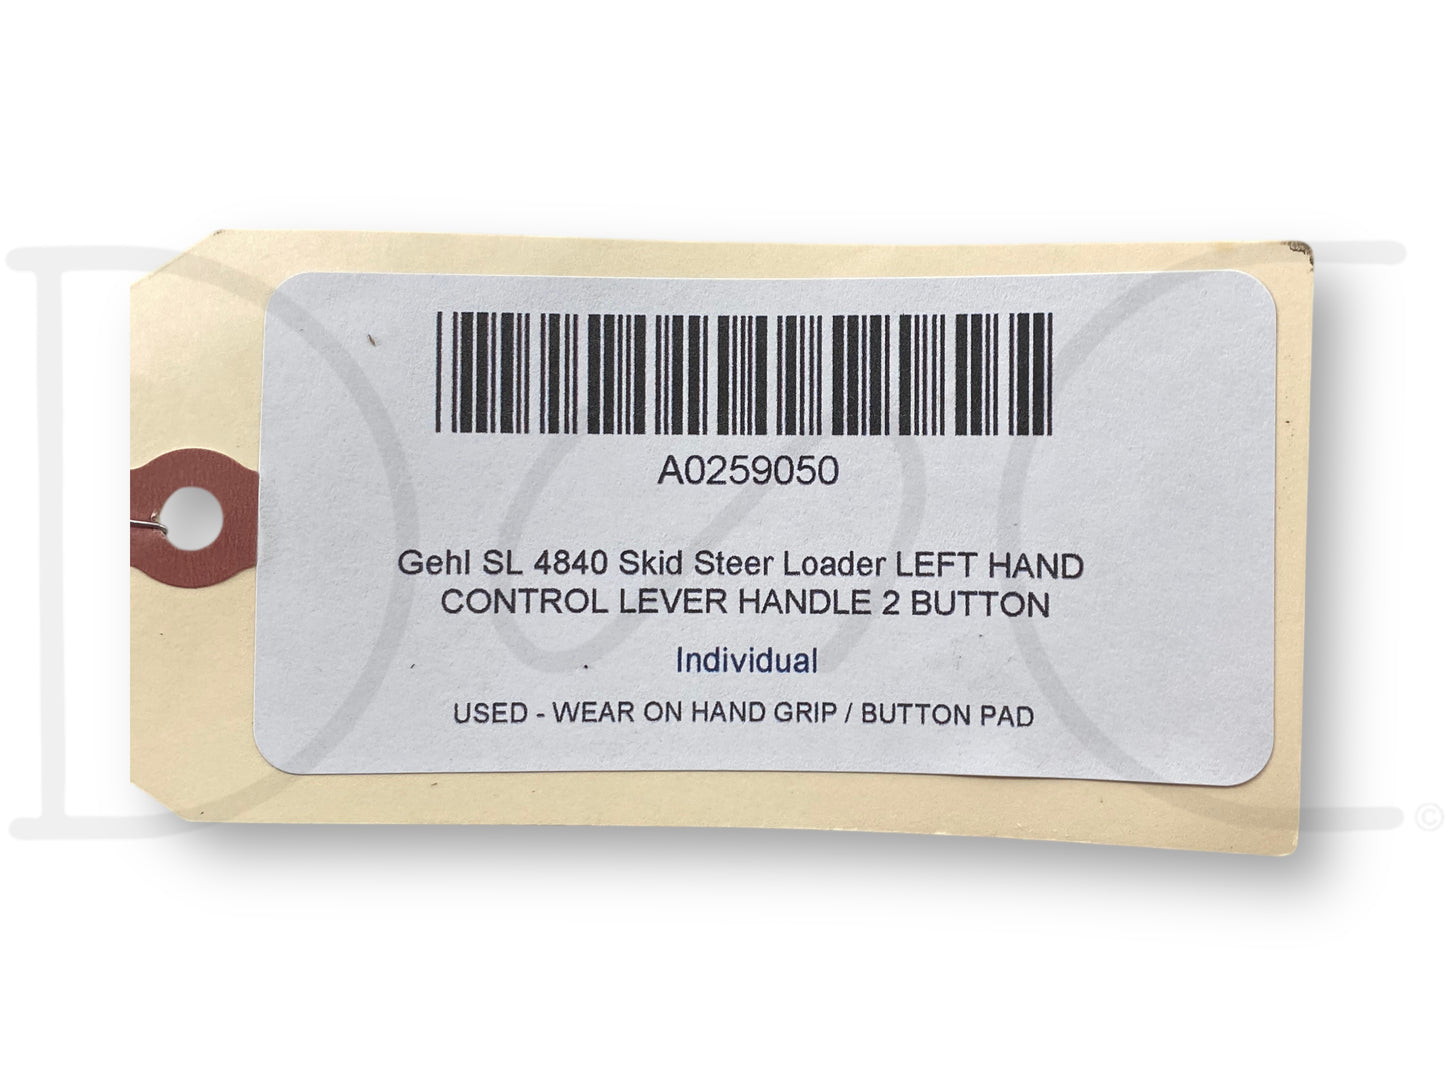 A0259050
Gehl SL 4840 Skid Steer Loader LEFT HAND
CONTROL LEVER HANDLE 2 BUTTON
Individual
USED - WEAR ON HAND GRIP / BUTTON PAD
©